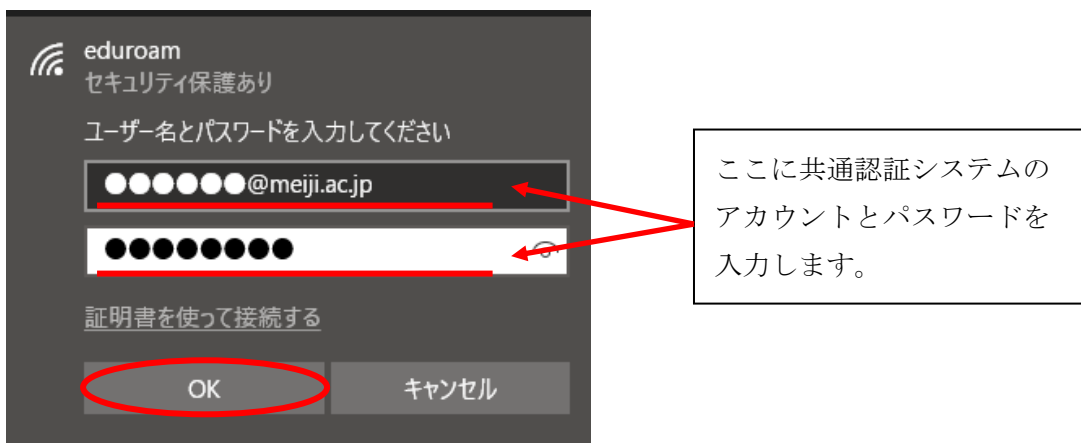 eduroam
セキュリティ保護あり
ユーザー名とパスワードを入力してください
●●●●●●@meiji.ac.jp
●●●●●●●●
証明書を使って接続する
OK
キャンセル
ここに共通認証システムの
アカウントとパスワードを
入力します。